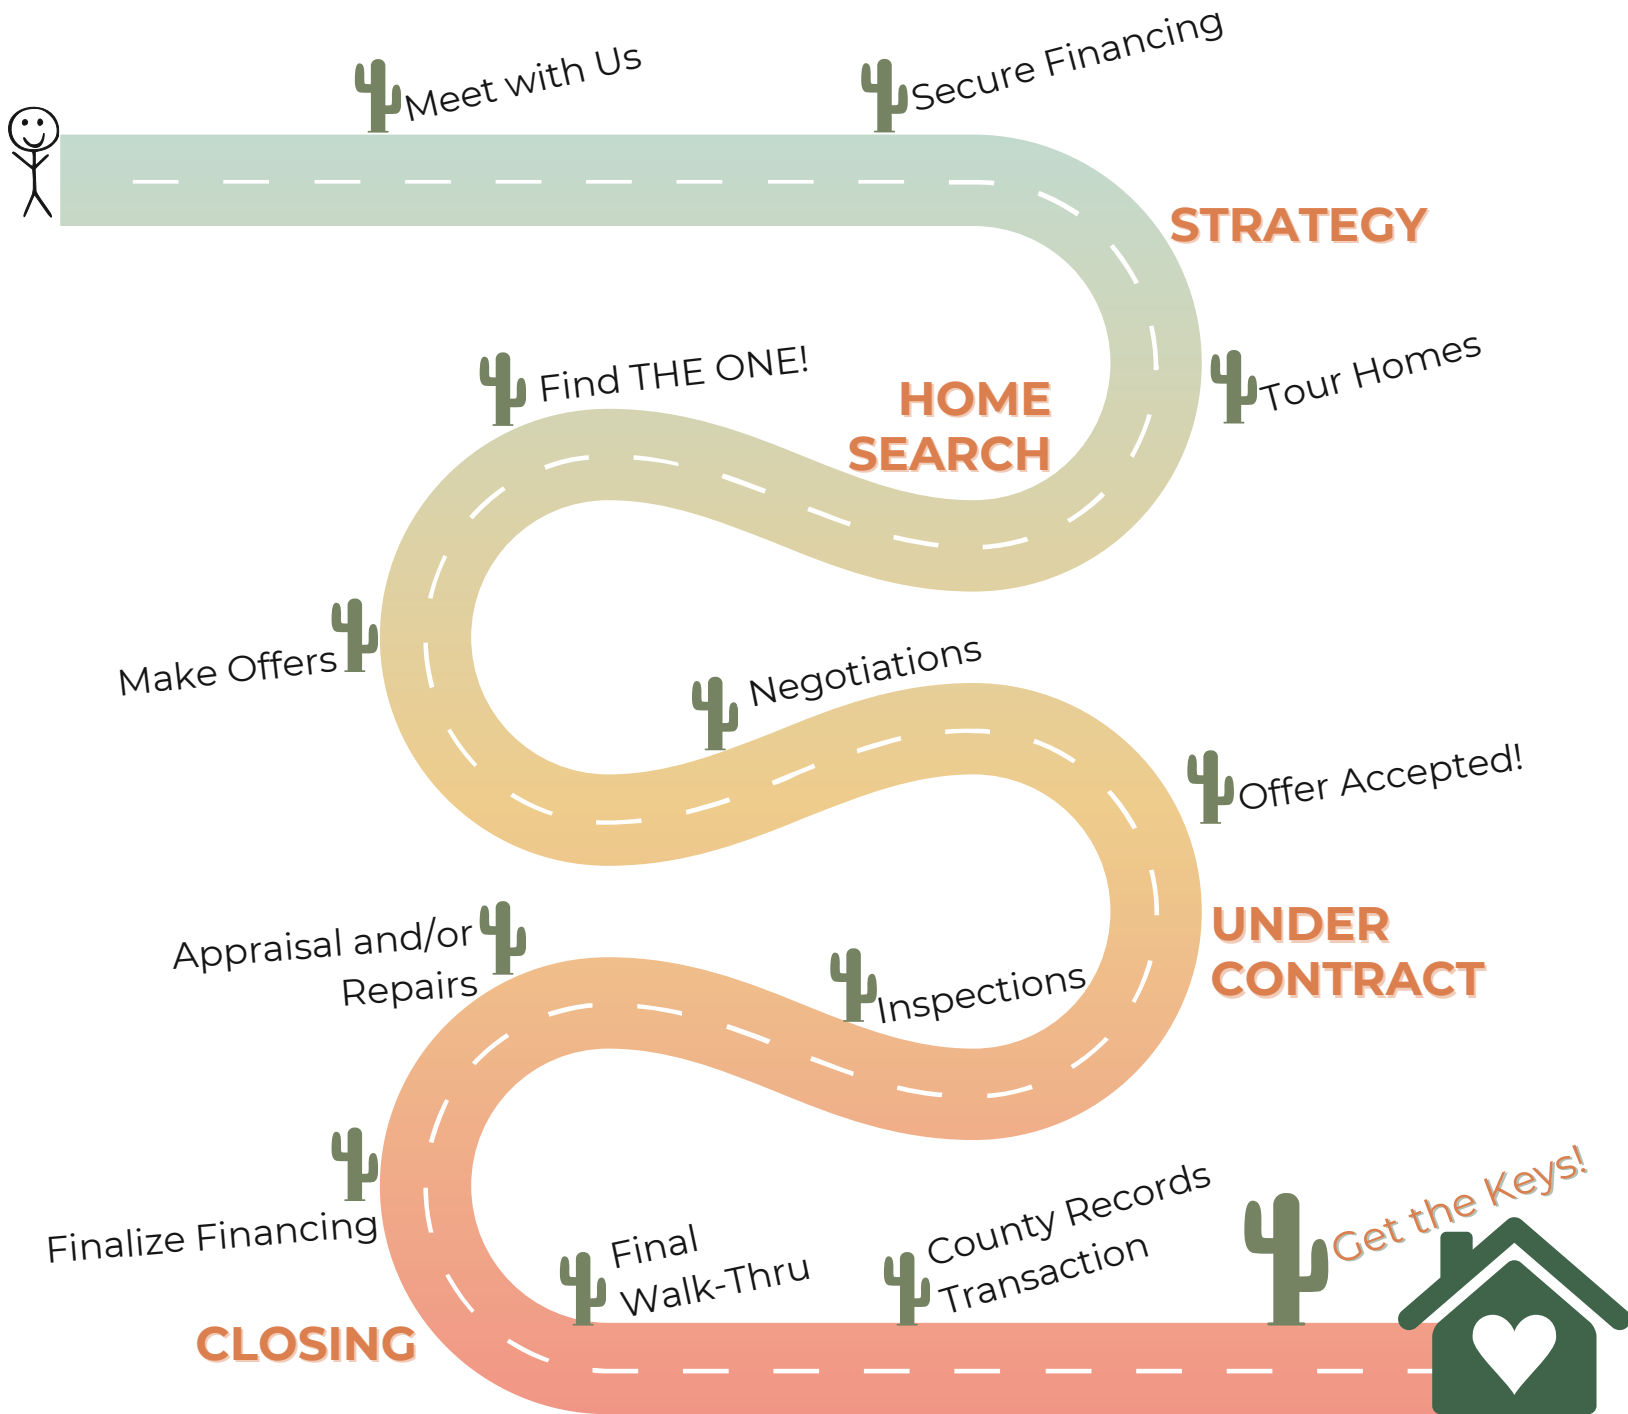 Meet with Us
Secure Financing
STRATEGY
Tour Homes
HOME
SEARCH
Find THE ONE!
Make Offers
Negotiations
Offer Accepted!
UNDER
CONTRACT
Inspections
Appraisal and/or
Repairs
Finalize Financing
CLOSING
Final
Walk-Thru
County Records
Transaction
Get the Keys!